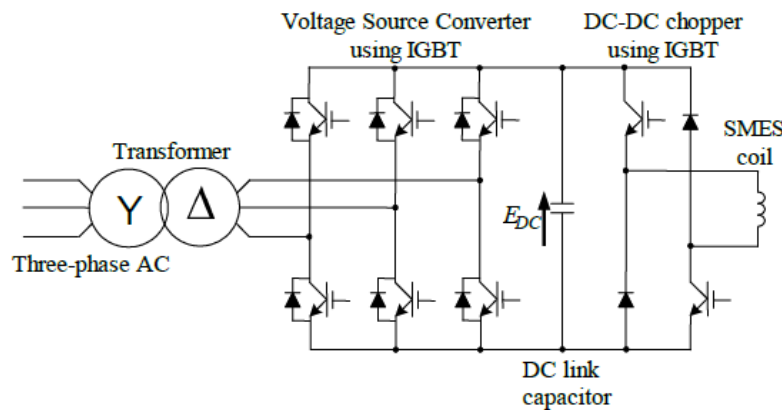 Voltage Source Converter
using IGBT
DC-DC chopper
using IGBT
SMES
coil
Transformer
Y
Δ
E_DC
Three-phase AC
DC link
capacitor